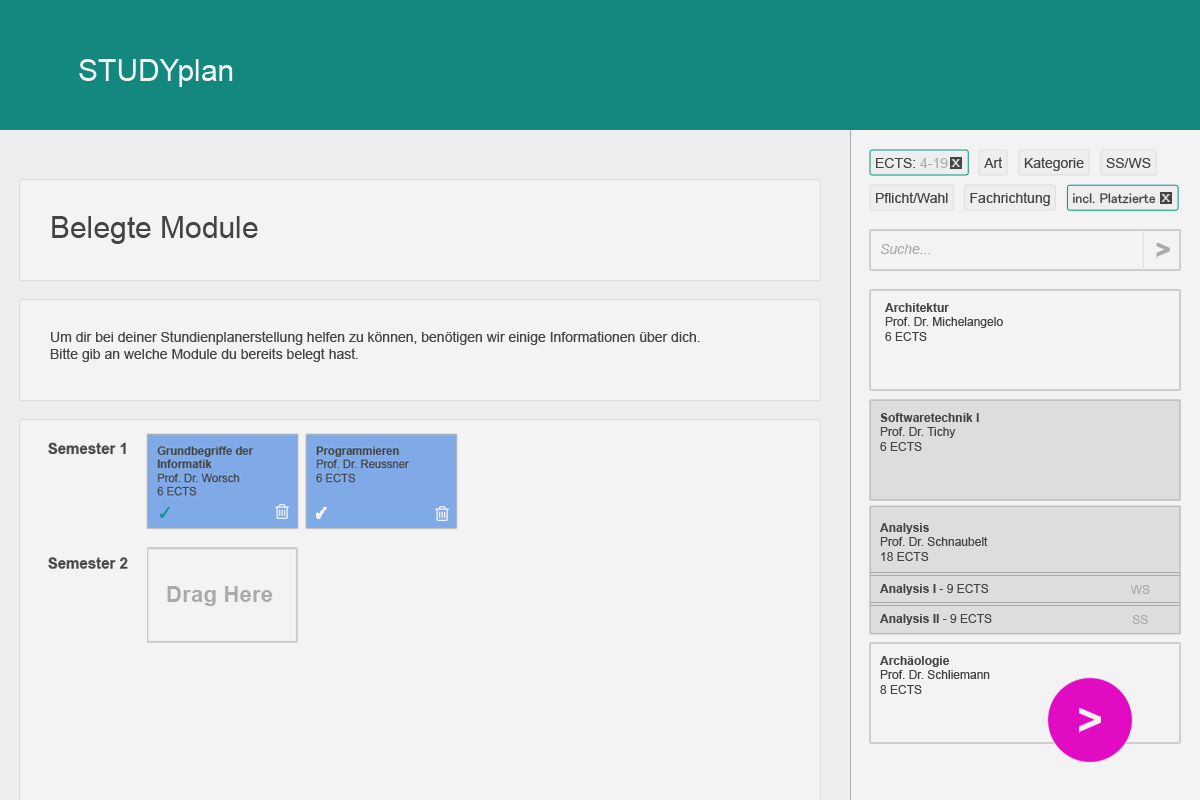 STUDYplan
Belegte Module
Um dir bei deiner Stundienplanerstellung helfen zu können, benötigen wir einige Informationen über dich.
Bitte gib an welche Module du bereits belegt hast.
Semester 1
Grundbegriffe der
Informatik
Prof. Dr. Worsch
6 ECTS
Programmieren
Prof. Dr. Reussner
6 ECTS
Semester 2
Drag Here
ECTS: 4-19 x Art Kategorie SS/WS
Pflicht/Wahl Fachrichtung incl. Platzierte x
Suche... >
Architektur
Prof. Dr. Michelangelo
6 ECTS
Softwaretechnik I
Prof. Dr. Tichy
6 ECTS
Analysis
Prof. Dr. Schnaubelt
18 ECTS
Analysis I - 9 ECTS WS
Analysis II - 9 ECTS SS
Archäologie
Prof. Dr. Schliemann
8 ECTS
>